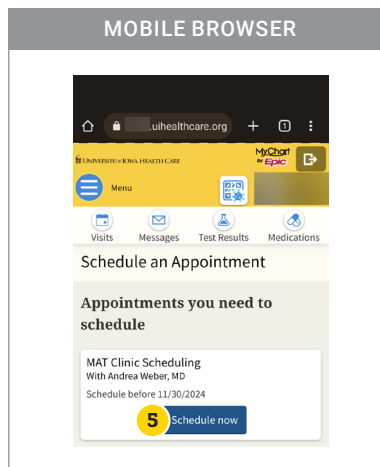 MOBILE BROWSER
.uihealthcare.org
1
UNIVERSITY OF IOWA HEALTH CARE
MyChart
BY Epic
Menu
Visits Messages Test Results Medications
Schedule an Appointment
Appointments you need to
schedule
MAT Clinic Scheduling
With Andrea Weber, MD
Schedule before 11/30/2024
5 Schedule now